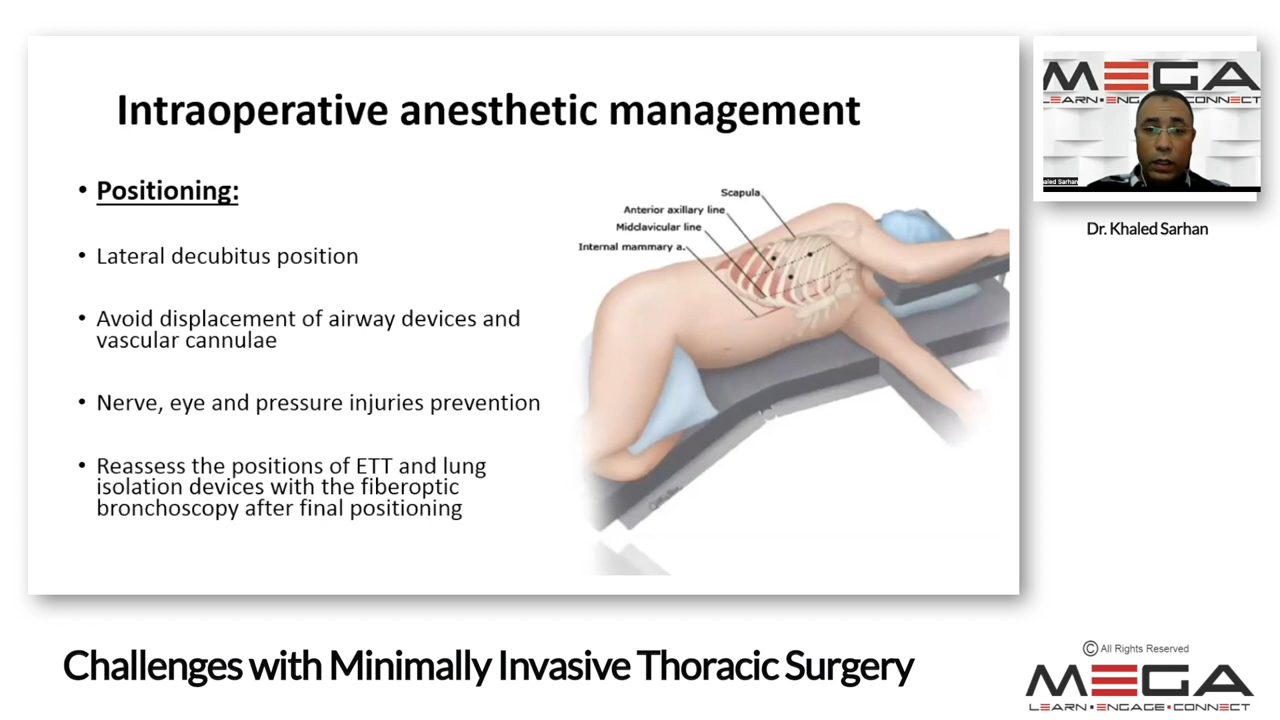 Intraoperative anesthetic management
• Positioning:
• Lateral decubitus position
• Avoid displacement of airway devices and
vascular cannulae
• Nerve, eye and pressure injuries prevention
• Reassess the positions of ETT and lung
isolation devices with the fiberoptic
bronchoscopy after final positioning
Scapula
Anterior axillary line
Midclavicular line
Internal mammary a.
MEGA
LEARN•ENG CONNECT
aled Sarhan
Dr. Khaled Sarhan
Challenges with Minimally Invasive Thoracic Surgery
© All Rights Reserved
MEGA
LEARN•ENGAGE•CONNECT